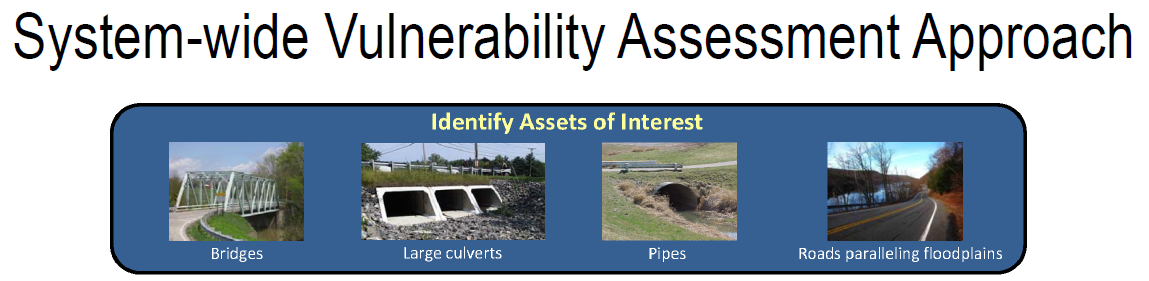 System-wide Vulnerability Assessment Approach
Identify Assets of Interest
Bridges
Large culverts
Pipes
Roads paralleling floodplains